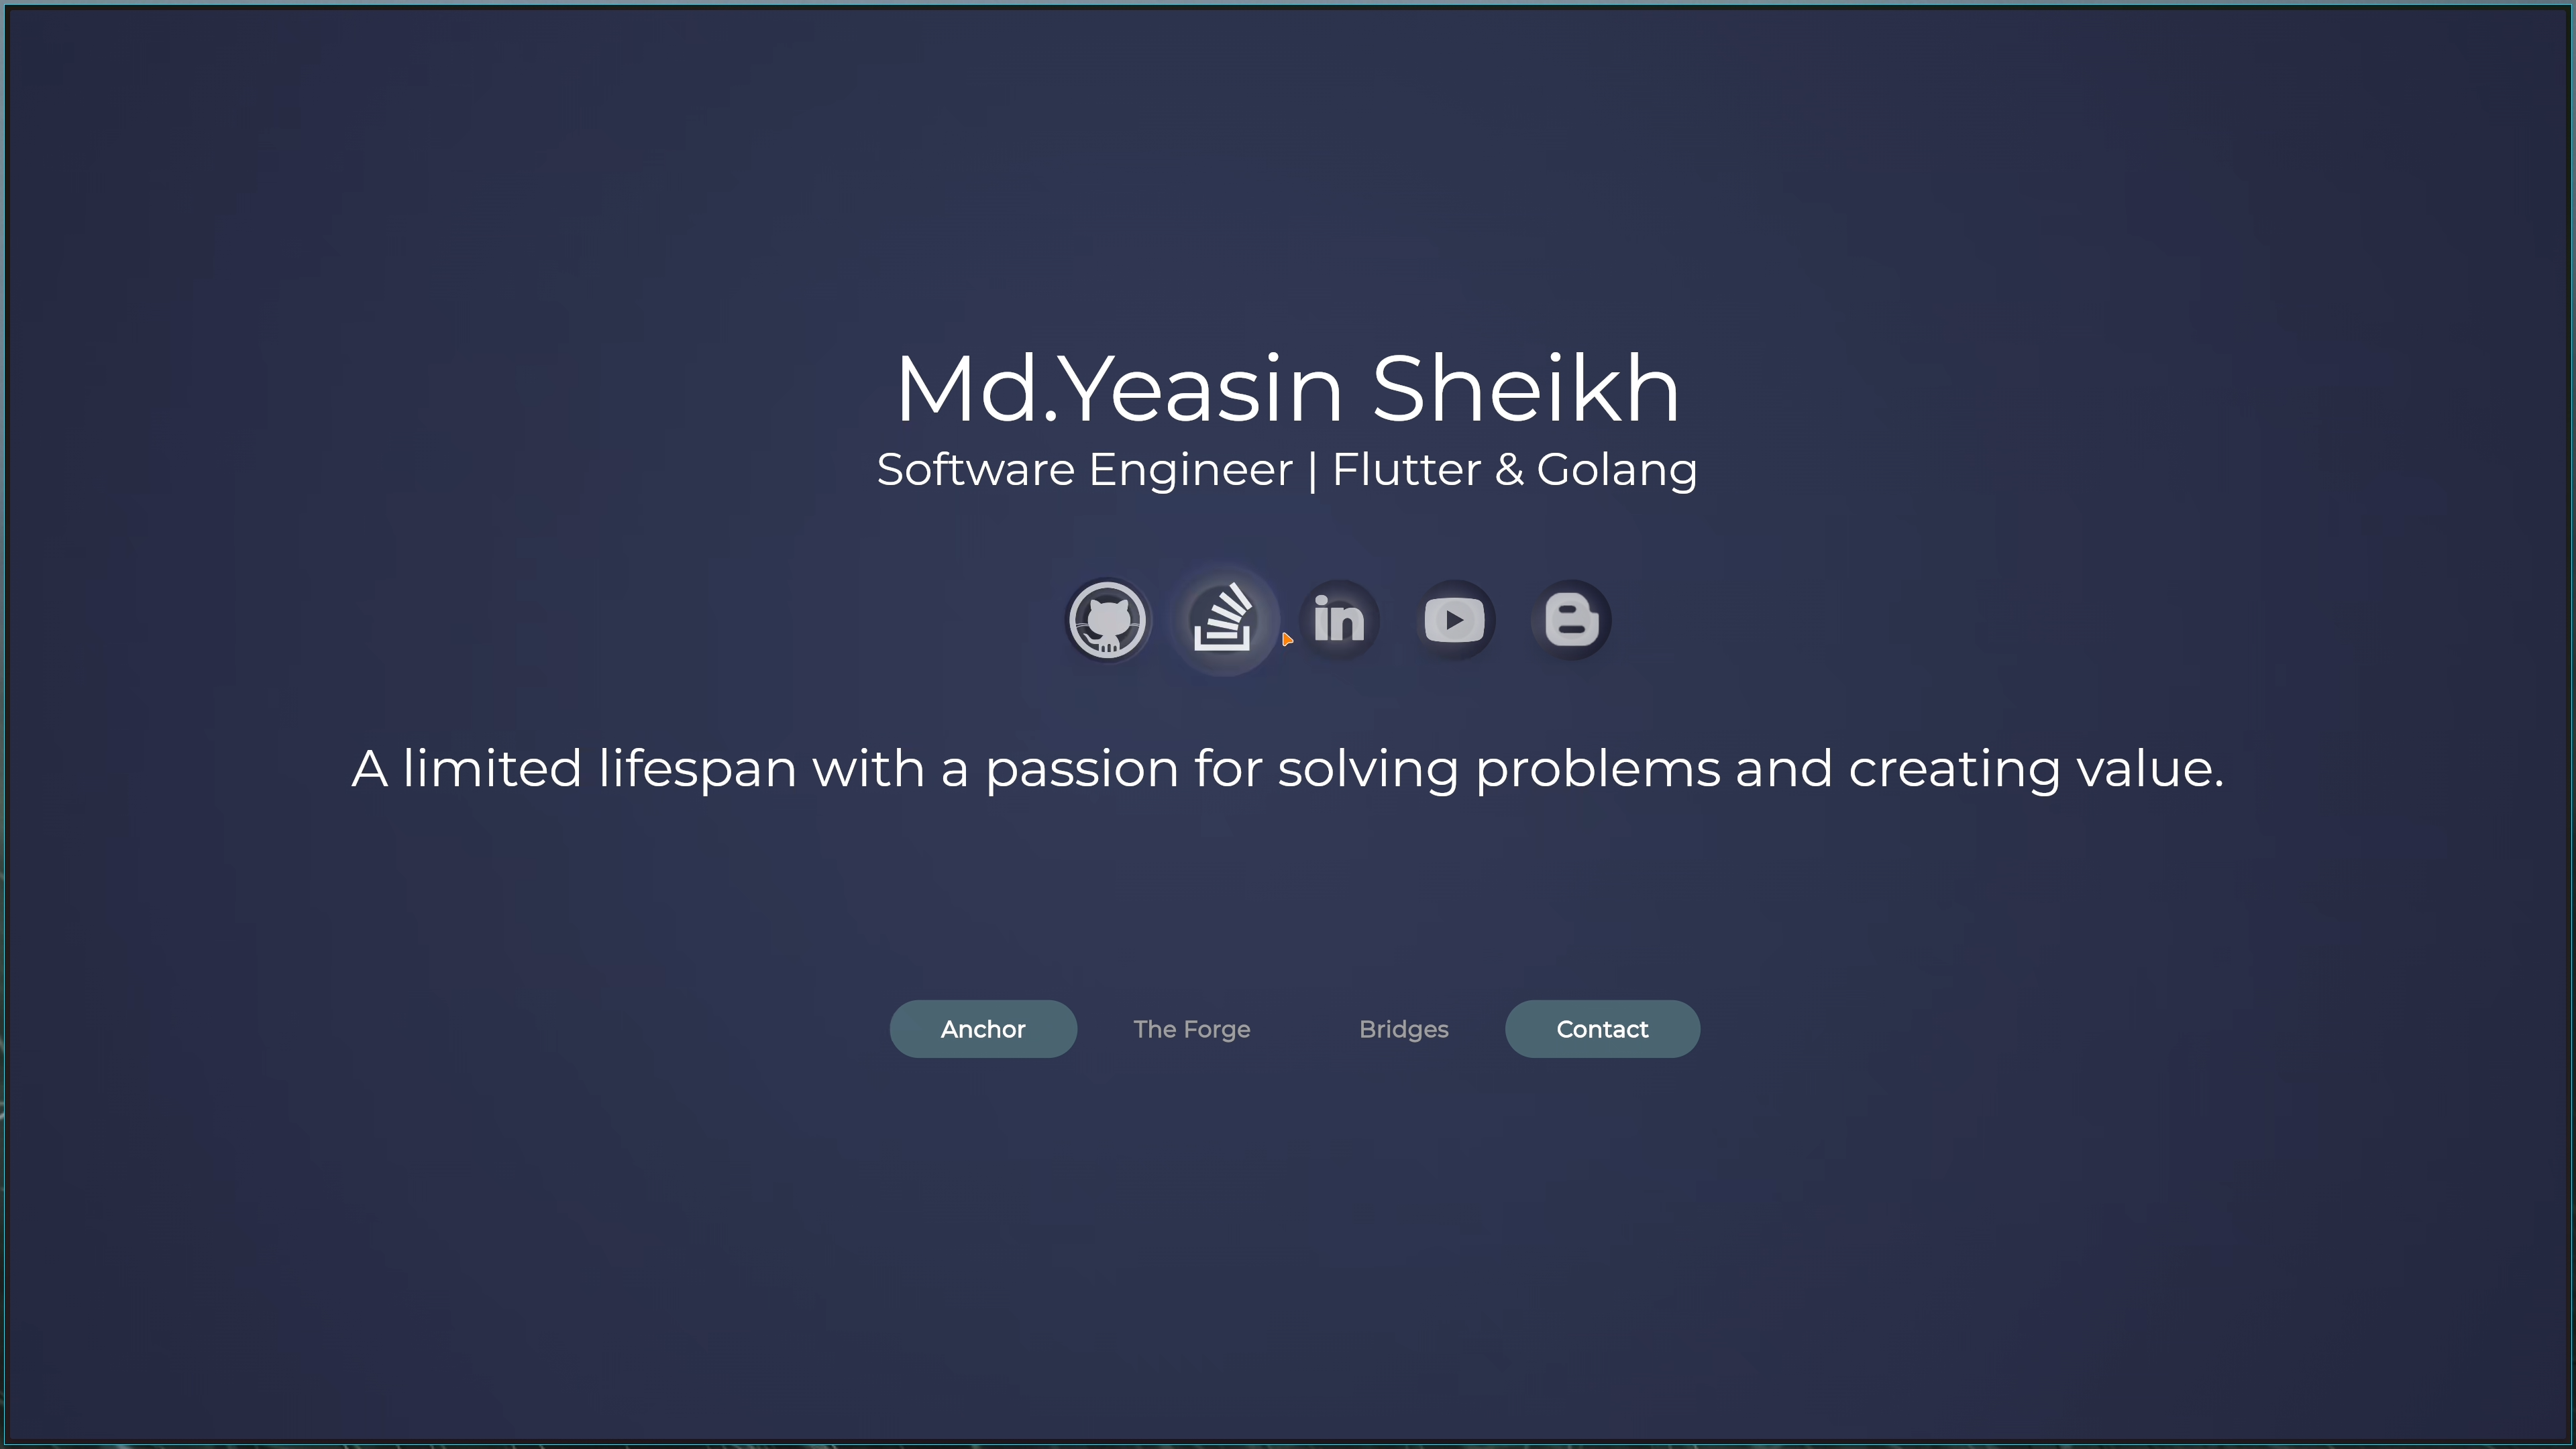 Md.Yeasin Sheikh
Software Engineer | Flutter & Golang
in
A limited lifespan with a passion for solving problems and creating value.
Anchor The Forge Bridges Contact